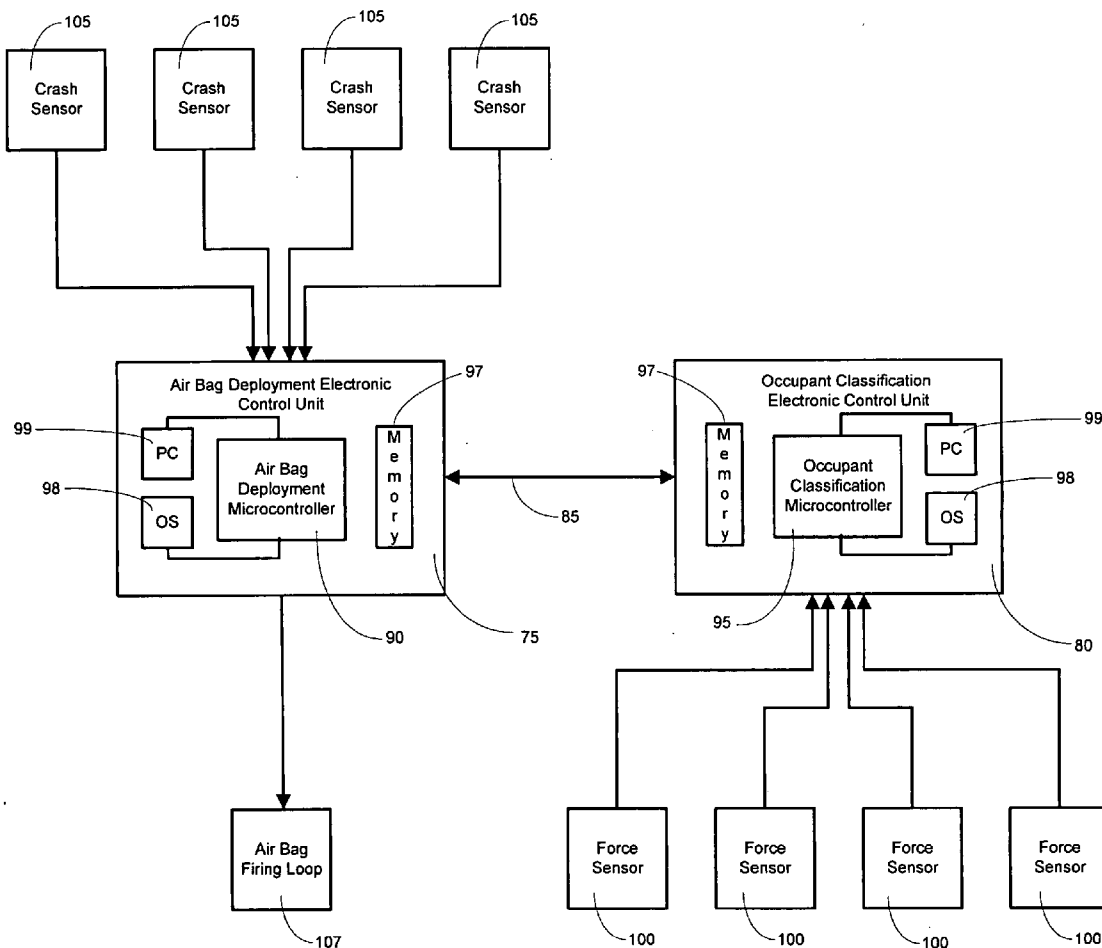 105
105
105
105
Crash
Sensor
Crash
Sensor
Crash
Sensor
Crash
Sensor
Air Bag Deployment Electronic
Control Unit
97
99
PC
98
OS
Air Bag
Deployment
Microcontroller
Memory
90
75
85
Occupant Classification
Electronic Control Unit
97
Memory
Occupant
Classification
Microcontroller
PC
99
OS
98
95
80
Air Bag
Firing Loop
107
Force
Sensor
Force
Sensor
Force
Sensor
Force
Sensor
100
100
100
100